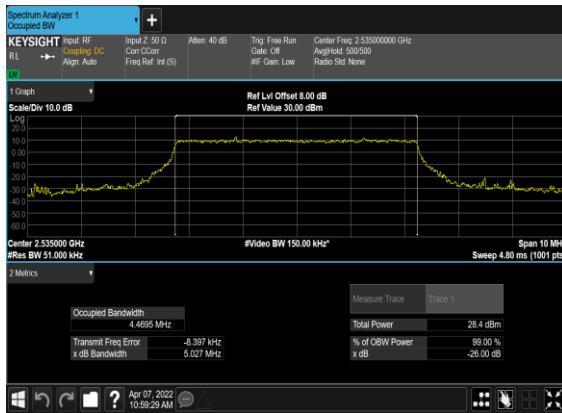 Spectrum Analyzer 1
Occupied BW
KEYSIGHT Input: RF Input Z: 50 Ω Atten: 40 dB Trig: Free Run Center Freq: 2.535000000 GHz
RL Coupling: DC Corr CCorr Gate: Off Avg|Hold: 500/500
Align: Auto Freq Ref: Int (S) #IF Gain: Low Radio Std: None
LXI
1 Graph
Ref Lvl Offset 8.00 dB
Scale/Div 10.0 dB Ref Value 30.00 dBm
Log
20.0
10.0
0.00
-10.0
-20.0
-30.0
-40.0
-50.0
-60.0
Center 2.535000 GHz #Video BW 150.00 kHz* Span 10 MH
#Res BW 51.000 kHz Sweep 4.80 ms (1001 pts
2 Metrics
Measure Trace Trace 1
Occupied Bandwidth
4.4695 MHz Total Power 28.4 dBm
Transmit Freq Error -8.397 kHz % of OBW Power 99.00 %
x dB Bandwidth 5.027 MHz x dB -26.00 dB
Apr 07, 2022
10:59:29 AM